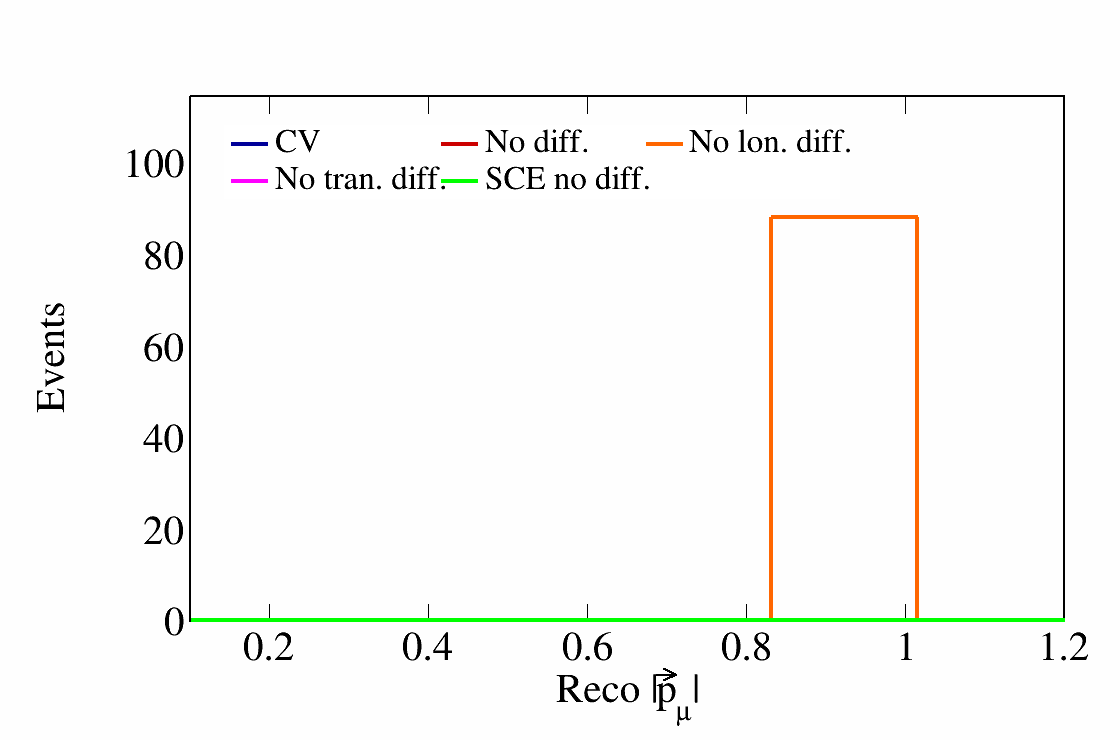 CV
No diff.
No lon. diff.
No tran. diff.
SCE no diff.
100
80
60
40
20
0
Events
0.2
0.4
0.6
0.8
1
1.2
Reco |p⃗_μ|